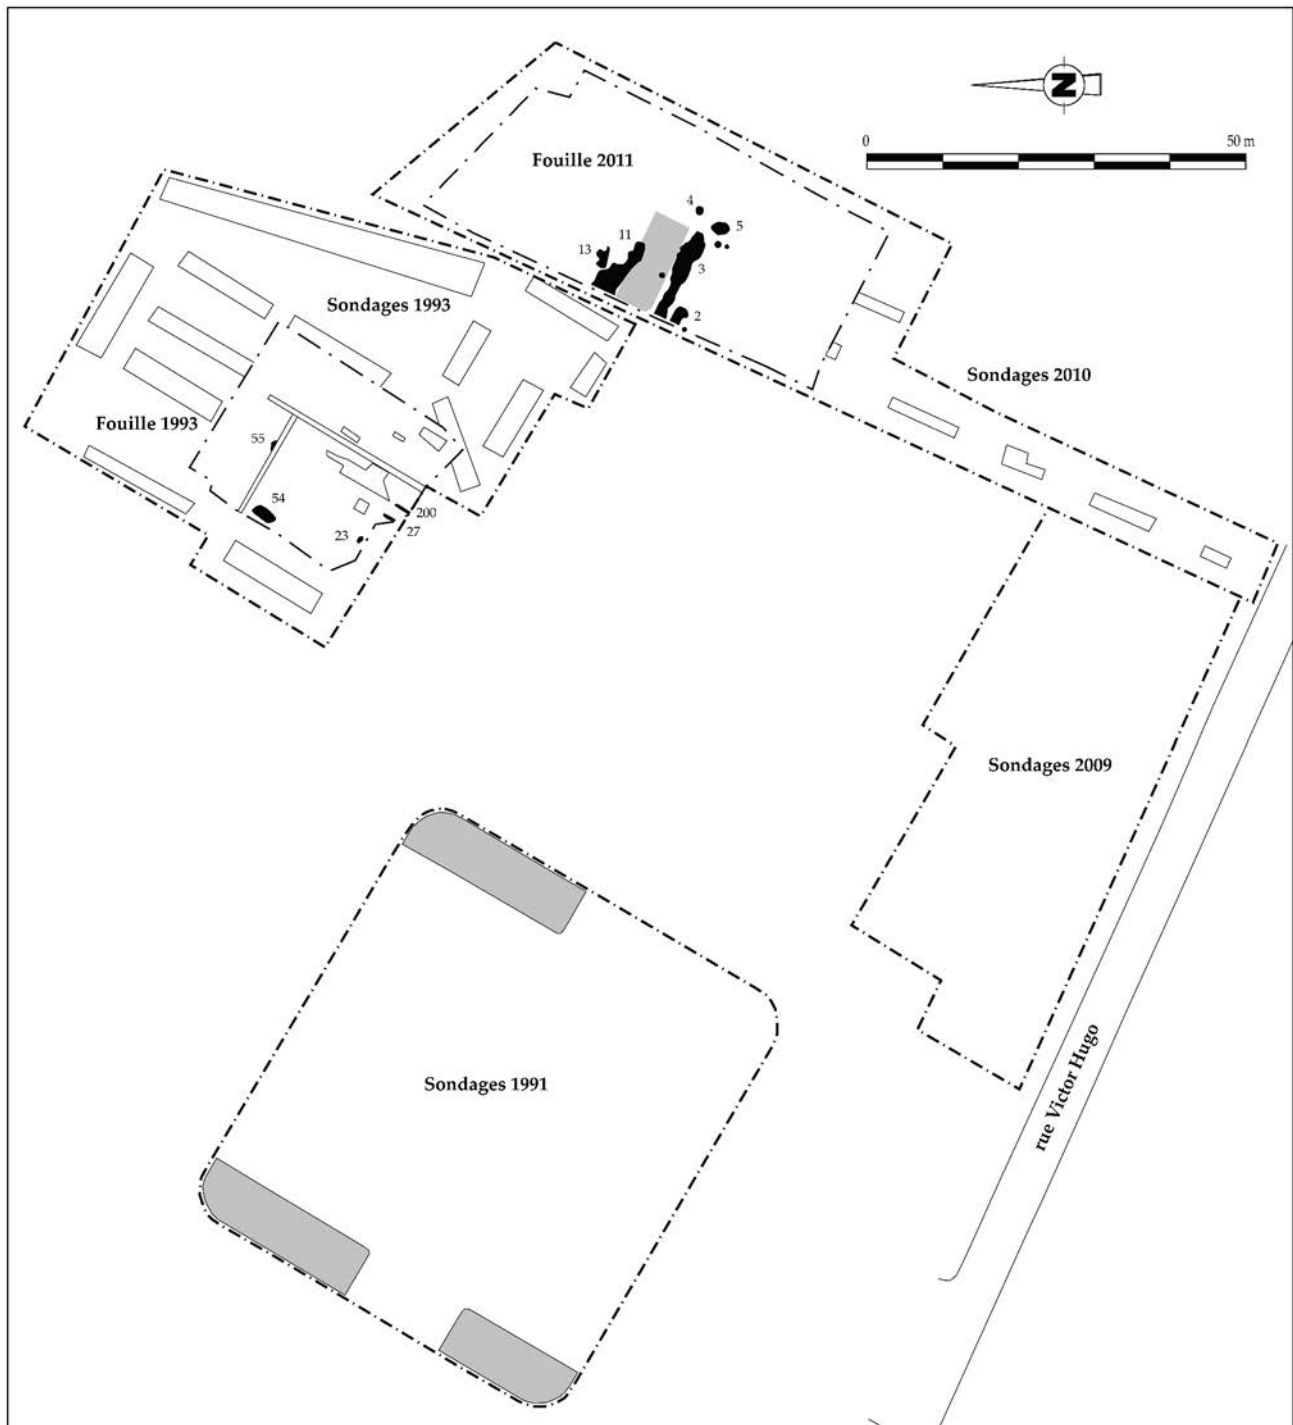 N
0 50 m
Fouille 2011
4
5
11
13
3
2
Sondages 1993
Sondages 2010
Fouille 1993
55
54
200
27
23
Sondages 2009
Sondages 1991
rue Victor Hugo